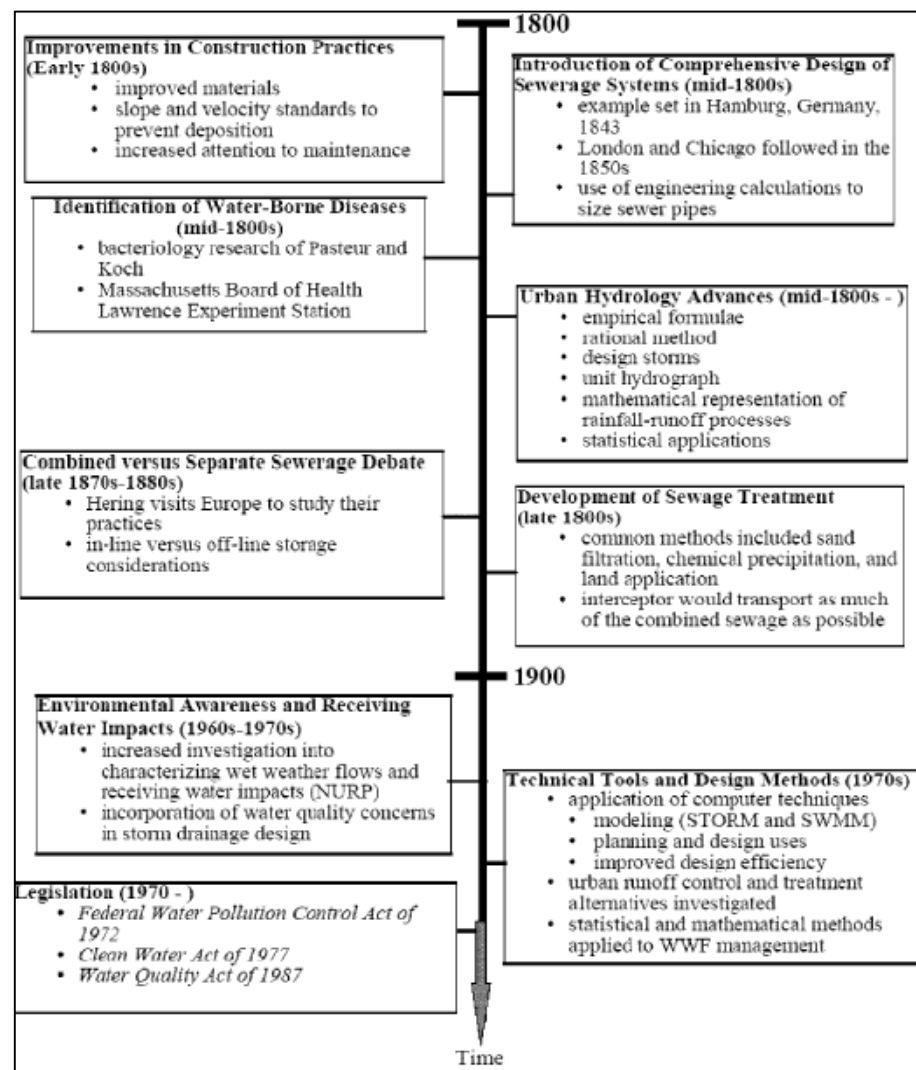 1800
Improvements in Construction Practices
(Early 1800s)
• improved materials
• slope and velocity standards to
prevent deposition
• increased attention to maintenance
Introduction of Comprehensive Design of
Sewerage Systems (mid-1800s)
• example set in Hamburg, Germany,
1843
• London and Chicago followed in the
1850s
• use of engineering calculations to
size sewer pipes
Identification of Water-Borne Diseases
(mid-1800s)
• bacteriology research of Pasteur and
Koch
• Massachusetts Board of Health
Lawrence Experiment Station
Urban Hydrology Advances (mid-1800s - )
• empirical formulae
• rational method
• design storms
• unit hydrograph
• mathematical representation of
rainfall-runoff processes
• statistical applications
Combined versus Separate Sewerage Debate
(late 1870s-1880s)
• Hering visits Europe to study their
practices
• in-line versus off-line storage
considerations
Development of Sewage Treatment
(late 1800s)
• common methods included sand
filtration, chemical precipitation, and
land application
• interceptor would transport as much
of the combined sewage as possible
1900
Environmental Awareness and Receiving
Water Impacts (1960s-1970s)
• increased investigation into
characterizing wet weather flows and
receiving water impacts (NURP)
• incorporation of water quality concerns
in storm drainage design
Technical Tools and Design Methods (1970s)
• application of computer techniques
• modeling (STORM and SWMM)
• planning and design uses
• improved design efficiency
• urban runoff control and treatment
alternatives investigated
• statistical and mathematical methods
applied to WWF management
Legislation (1970 - )
• Federal Water Pollution Control Act of
1972
• Clean Water Act of 1977
• Water Quality Act of 1987
Time